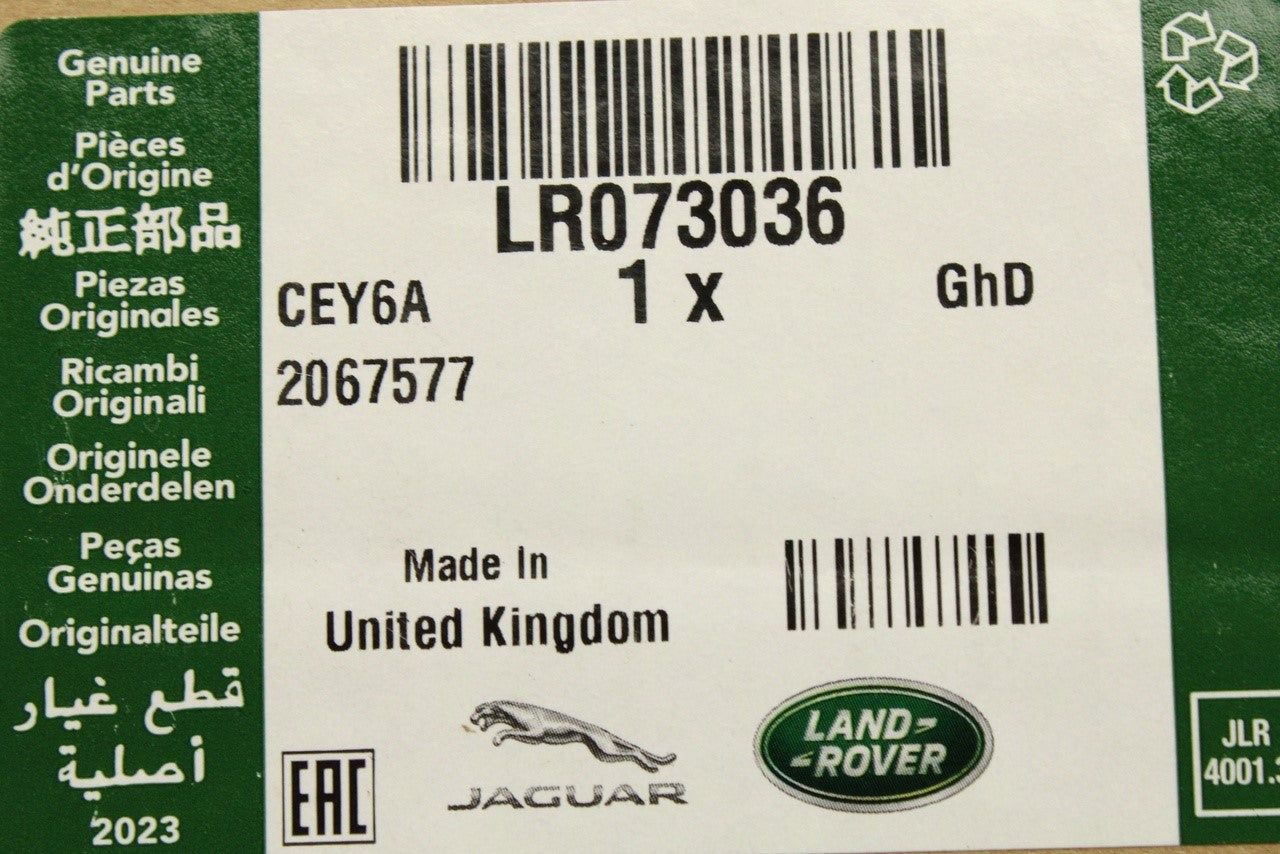 Genuine
Parts
Pièces
d'Origine
純正部品
Piezas
Originales
Ricambi
Originali
Originele
Onderdelen
Peças
Genuinas
Originalteile
قطع غيار
أصلية
2023
LR073036
CEY6A
1 x
GhD
2067577
Made In
United Kingdom
EAC
JAGUAR
LAND-
-ROVER
JLR
4001.